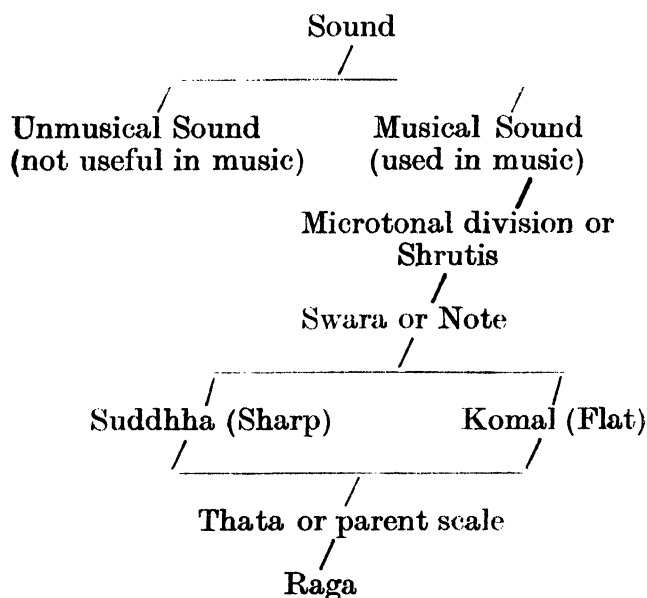 Sound
Unmusical Sound
(not useful in music)
Musical Sound
(used in music)
Microtonal division or
Shrutis
Swara or Note
Suddhha (Sharp)
Komal (Flat)
Thata or parent scale
Raga